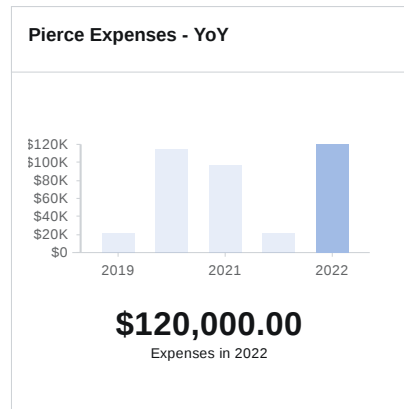 Pierce Expenses - YoY
$120K
$100K
$80K
$60K
$40K
$20K
$0
2019 2021 2022
$120,000.00
Expenses in 2022